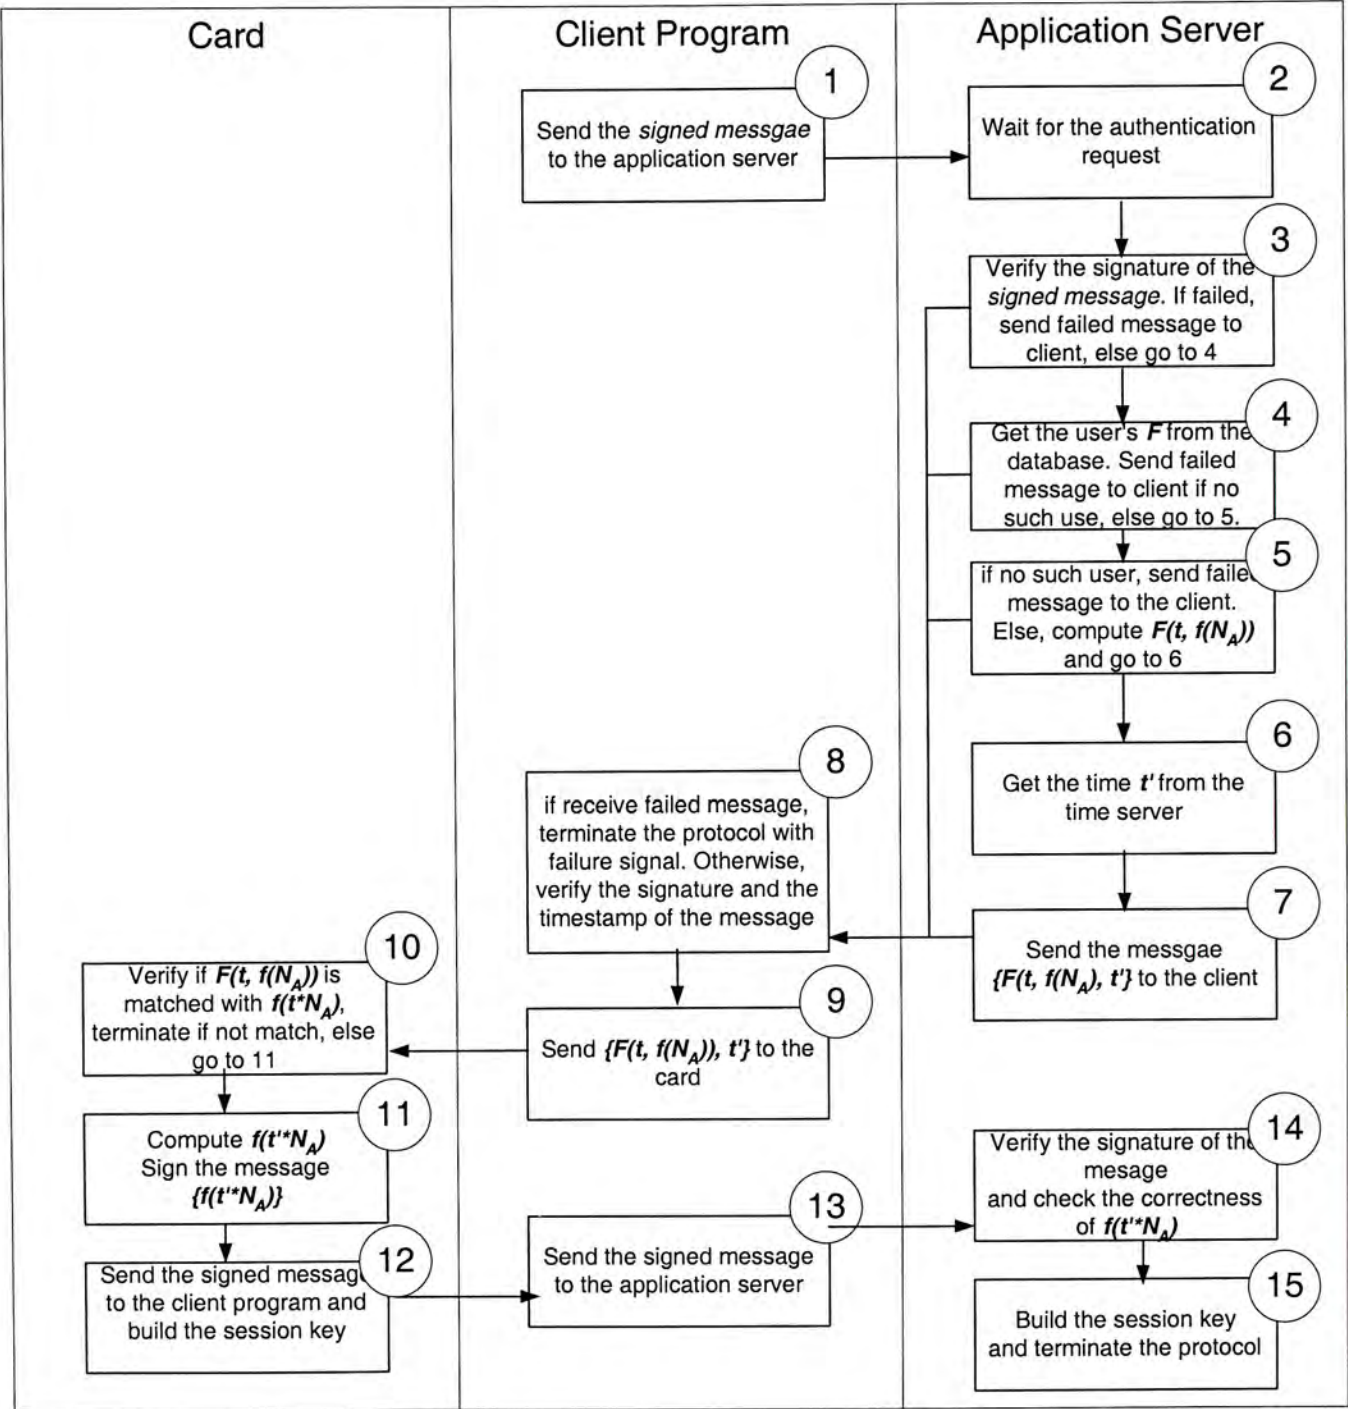 Card
Client Program
Application Server
1
Send the signed messgae
to the application server
2
Wait for the authentication
request
3
Verify the signature of the
signed message. If failed,
send failed message to
client, else go to 4
4
Get the user's F from the
database. Send failed
message to client if no
such use, else go to 5.
5
if no such user, send failed
message to the client.
Else, compute F(t, f(N_A))
and go to 6
6
Get the time t' from the
time server
7
Send the messgae
{F(t, f(N_A), t'} to the client
8
if receive failed message,
terminate the protocol with
failure signal. Otherwise,
verify the signature and the
timestamp of the message
9
Send {F(t, f(N_A)), t'} to the
card
10
Verify if F(t, f(N_A)) is
matched with f(t*N_A),
terminate if not match, else
go to 11
11
Compute f(t'*N_A)
Sign the message
{f(t'*N_A)}
12
Send the signed message
to the client program and
build the session key
13
Send the signed message
to the application server
14
Verify the signature of the
mesage
and check the correctness
of f(t'*N_A)
15
Build the session key
and terminate the protocol